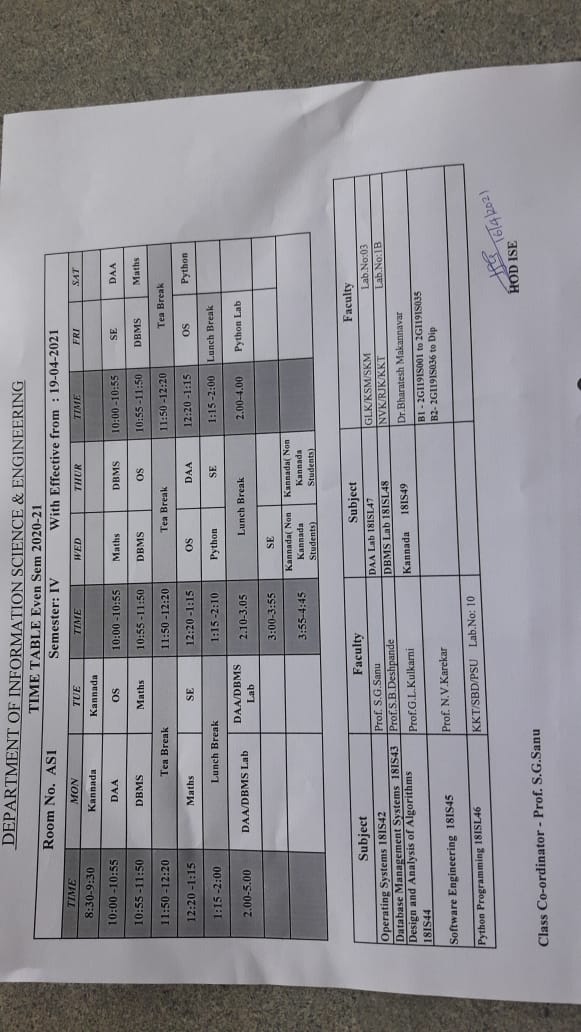 DEPARTMENT OF INFORMATION SCIENCE & ENGINEERING
TIME TABLE Even Sem 2020-21
Room No. AS1 Semester: IV With Effective from : 19-04-2021
TIME MON TUE TIME WED THUR TIME FRI SAT
8:30-9:30 Kannada Kannada
10:00 -10:55 DAA OS 10:00 -10:55 Maths DBMS 10:00 -10:55 SE DAA
10:55 -11:50 DBMS Maths 10:55 -11:50 DBMS OS 10:55 -11:50 DBMS Maths
11:50 -12:20 Tea Break 11:50 -12:20 Tea Break 11:50 -12:20 Tea Break
12:20 -1:15 Maths SE 12:20 -1:15 OS DAA 12:20 -1:15 OS Python
1:15 -2:00 Lunch Break 1:15 -2:10 Python SE 1:15 -2:00 Lunch Break
2.00-5.00 DAA/DBMS Lab DAA/DBMS Lab 2.10-3.05 Lunch Break 2.00-4.00 Python Lab
3:00-3:55 SE
3:55-4:45 Kannada( Non Kannada Students) Kannada( Non Kannada Students)
Subject Faculty Subject Faculty
Operating Systems 18IS42 Prof. S.G.Sanu DAA Lab 18ISL47 GLK/KSM/SKM Lab.No:03
Database Management Systems 18IS43 Prof.S.B.Deshpande DBMS Lab 18ISL48 NVK/RJK/KKT Lab.No:1B
Design and Analysis of Algorithms 18IS44 Prof.G.L.Kulkarni Kannada 18IS49 Dr.Bharatesh Makannavar
Software Engineering 18IS45 Prof. N.V.Karekar B1 - 2GI19IS001 to 2GI19IS035
B2- 2GI19IS036 to Dip
Python Programming 18ISL46 KKT/SBD/PSU Lab.No: 10
16/4/2021
HOD ISE
Class Co-ordinator - Prof. S.G.Sanu